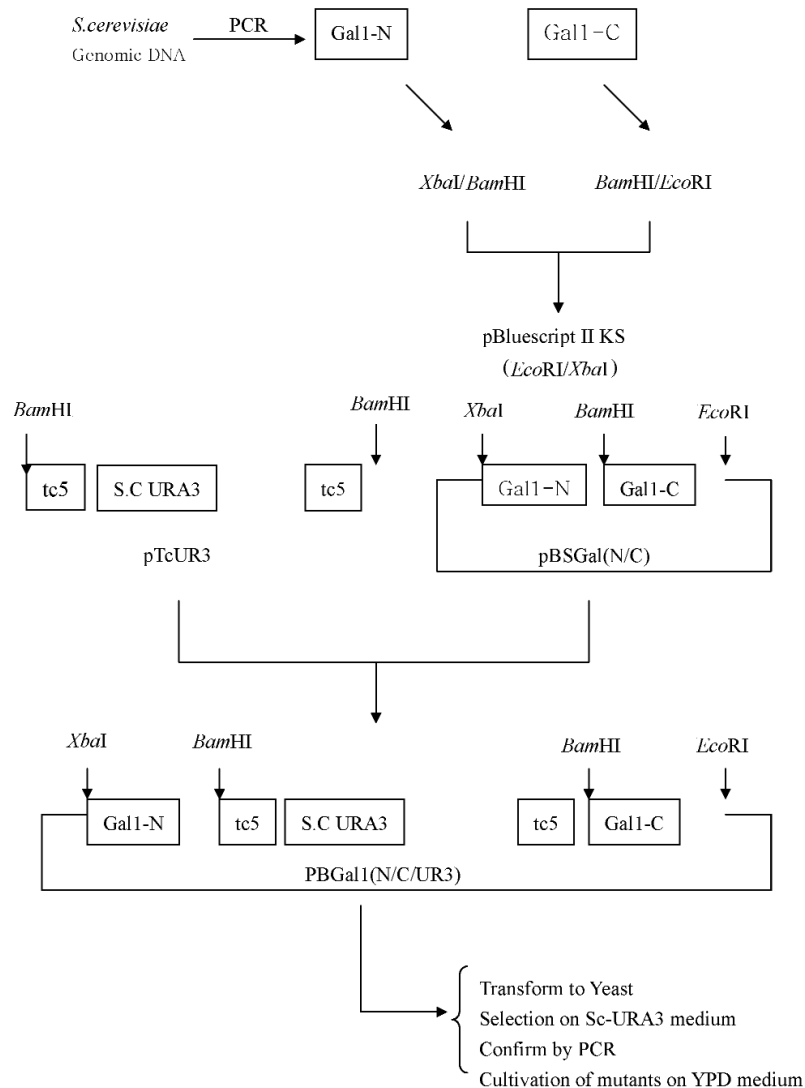 S.cerevisiae PCR Gal1-N Gal1-C
Genomic DNA
XbaI/BamHI BamHI/EcoRI
pBluescript II KS
(EcoRI/XbaI)
BamHI BamHI XbaI BamHI EcoRI
tc5 S.C URA3 tc5 Gal1-N Gal1-C
pTcUR3 pBSGal(N/C)
XbaI BamHI BamHI EcoRI
Gal1-N tc5 S.C URA3 tc5 Gal1-C
PBGal1(N/C/UR3)
Transform to Yeast
Selection on Sc-URA3 medium
Confirm by PCR
Cultivation of mutants on YPD medium